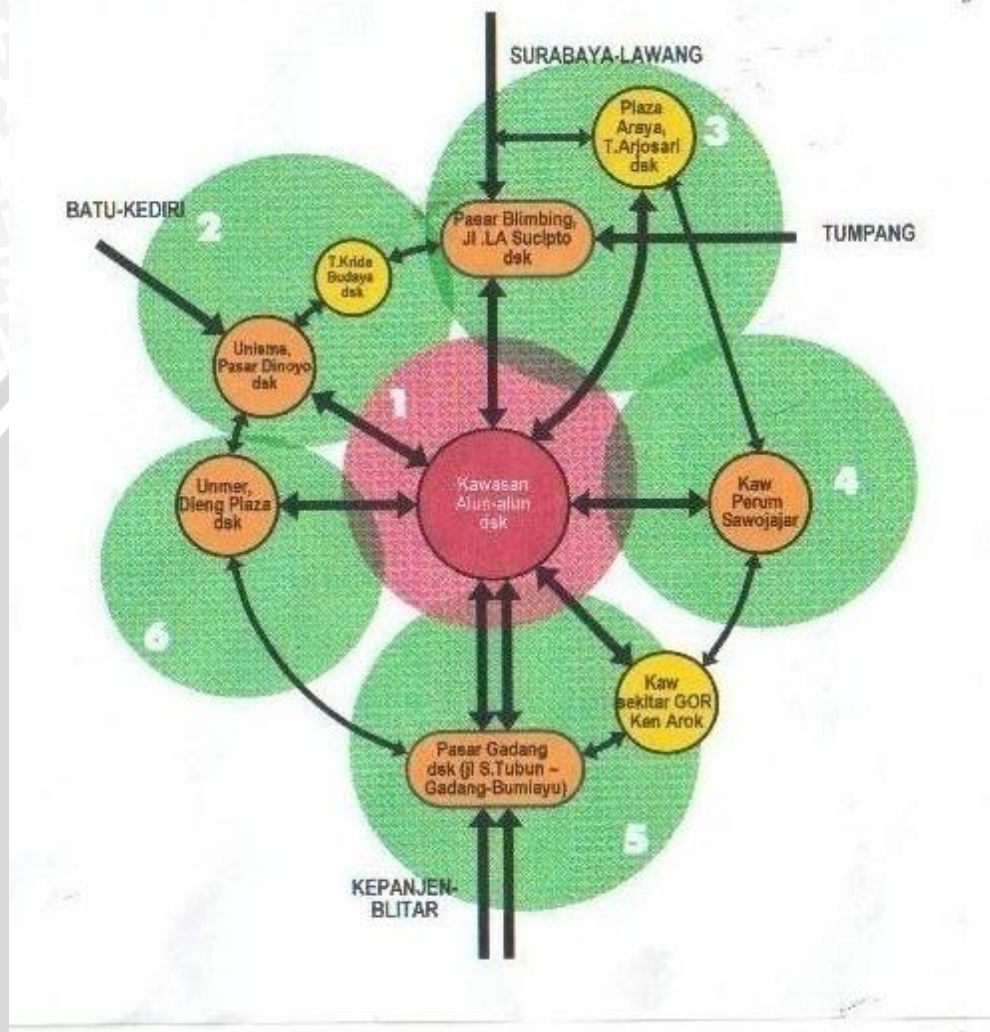 SURABAYA-LAWANG
Plaza
Araya,
T.Arjosari
dsk
3
BATU-KEDIRI
2
Pasar Blimbing,
Jl .LA Sucipto
dsk
TUMPANG
T.Krida
Budaya
dsk
Unisma,
Pasar Dinoyo
dsk
1
Kawasan
Alun-alun
dsk
Unmer,
Dieng Plaza
dsk
Kaw
Perum
Sawojajar
4
6
Kaw
sekitar GOR
Ken Arok
Pasar Gadang
dsk (jl S.Tubun –
Gadang-Bumiayu)
5
KEPANJEN-
BLITAR